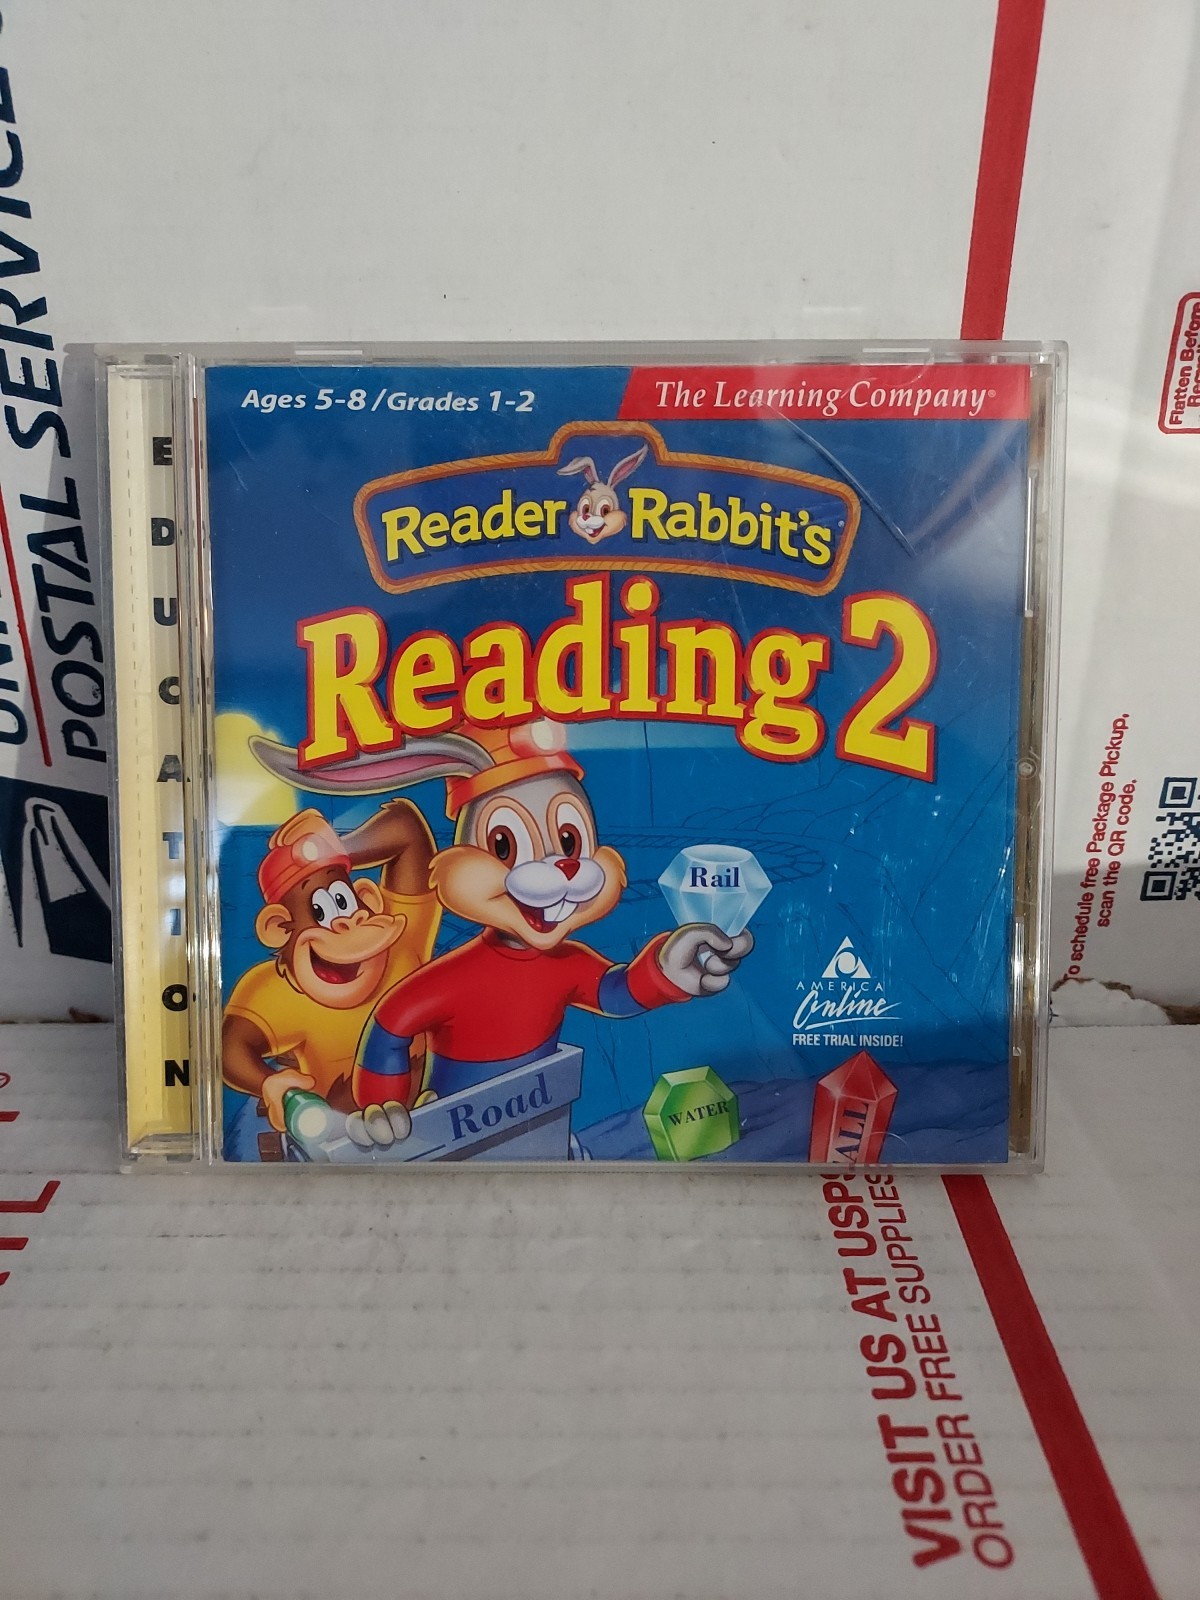 POSTAL SERVICE
Flatten Before
To schedule free Package Pickup,
scan the QR code.
EDUCATION
Ages 5-8/Grades 1-2
The Learning Company®
Reader Rabbit's
Reading 2
Rail
AMERICA
Online
FREE TRIAL INSIDE!
Road
WATER
ALL
VISIT US AT USPS
ORDER FREE SUPPLIES